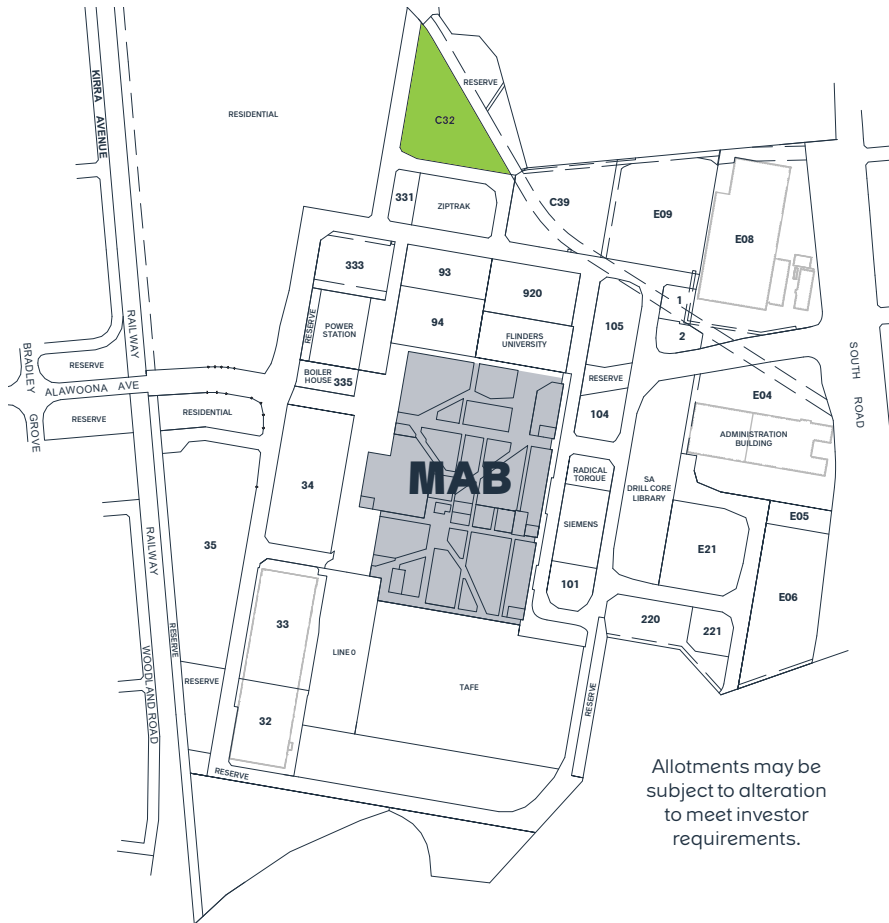 KIRRA AVENUE
RESIDENTIAL
RESERVE
C32
331
ZIPTRAK
C39
E09
E08
333
93
920
1
2
105
RESERVE
POWER
STATION
94
FLINDERS
UNIVERSITY
RAILWAY
BRADLEY
GROVE
RESERVE
ALAWOONA AVE
RESERVE
RESIDENTIAL
BOILER
HOUSE
335
RESERVE
104
E04
SOUTH
ROAD
ADMINISTRATION
BUILDING
MAB
34
RADICAL
TORQUE
SIEMENS
101
SA
DRILL CORE
LIBRARY
E05
E21
E06
35
RAILWAY
33
LINE 0
TAFE
220
221
RESERVE
WOODLAND ROAD
RESERVE
32
RESERVE
RESERVE
Allotments may be
subject to alteration
to meet investor
requirements.